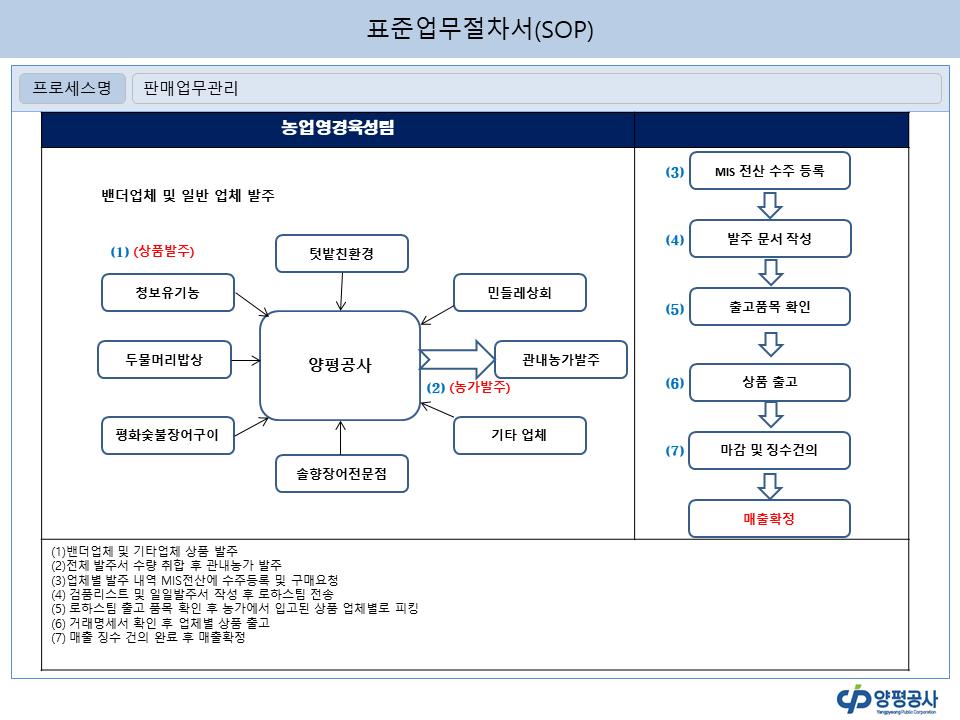 표준업무절차서(SOP)
프로세스명
판매업무관리
농업영경육성팀
밴더업체 및 일반 업체 발주
(1) (상품발주)
텃밭친환경
청보유기농
민들레상회
두물머리밥상
양평공사
관내농가발주
(2) (농가발주)
평화숯불장어구이
기타 업체
솔향장어전문점
(3) MIS 전산 수주 등록
(4) 발주 문서 작성
(5) 출고품목 확인
(6) 상품 출고
(7) 마감 및 징수건의
매출확정
(1)밴더업체 및 기타업체 상품 발주
(2)전체 발주서 수량 취합 후 관내농가 발주
(3)업체별 발주 내역 MIS전산에 수주등록 및 구매요청
(4) 검품리스트 및 일일발주서 작성 후 로하스팀 전송
(5) 로하스팀 출고 품목 확인 후 농가에서 입고된 상품 업체별로 피킹
(6) 거래명세서 확인 후 업체별 상품 출고
(7) 매출 징수 건의 완료 후 매출확정
양평공사
Yangpyeong Public Corporation